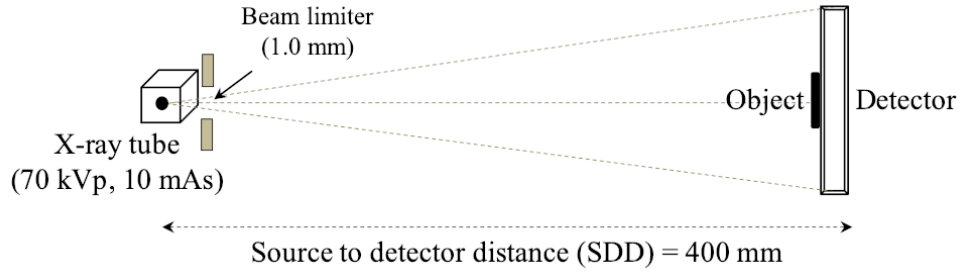 Beam limiter
(1.0 mm)
Object
Detector
X-ray tube
(70 kVp, 10 mAs)
Source to detector distance (SDD) = 400 mm